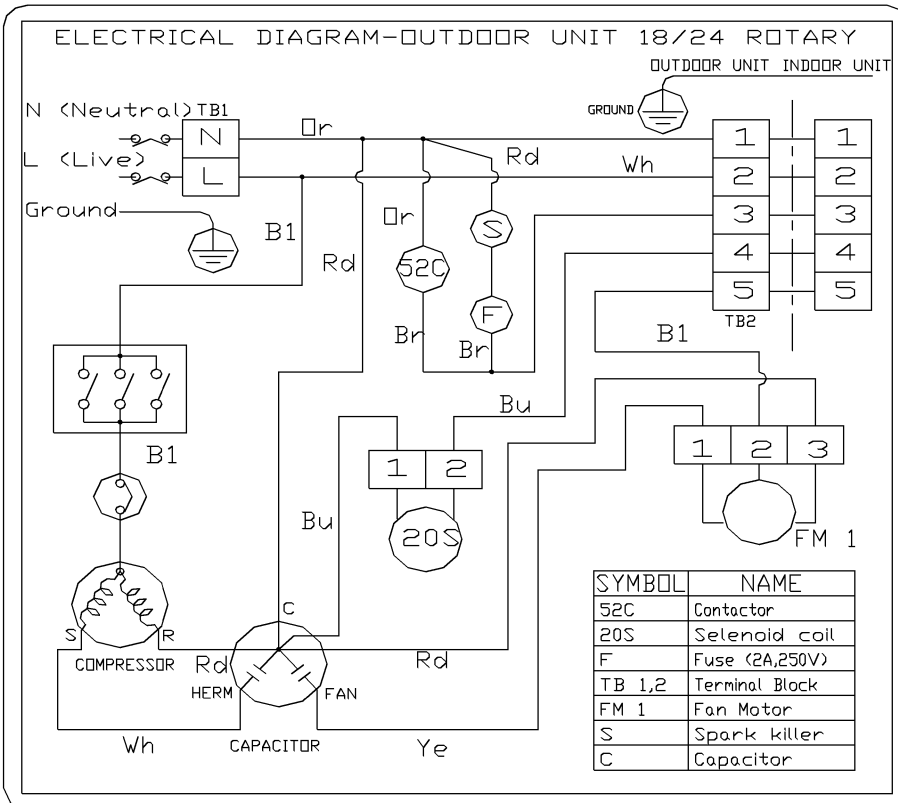 ELECTRICAL DIAGRAM-OUTDOOR UNIT 18/24 ROTARY
OUTDOOR UNIT INDOOR UNIT
N (Neutral) TB1
GROUND
N Or 1 1
L (Live) Rd
L Wh 2 2
Ground
Or S 3 3
B1
Rd 52C 4 4
5 5
F TB2
Br Br B1
Bu
B1 1 2 1 2 3
Bu 20S FM 1
SYMBOL NAME
52C Contactor
20S Selenoid coil
F Fuse (2A,250V)
TB 1,2 Terminal Block
FM 1 Fan Motor
S Spark killer
C Capacitor
C
S R
COMPRESSOR Rd Rd
HERM FAN
Wh CAPACITOR Ye